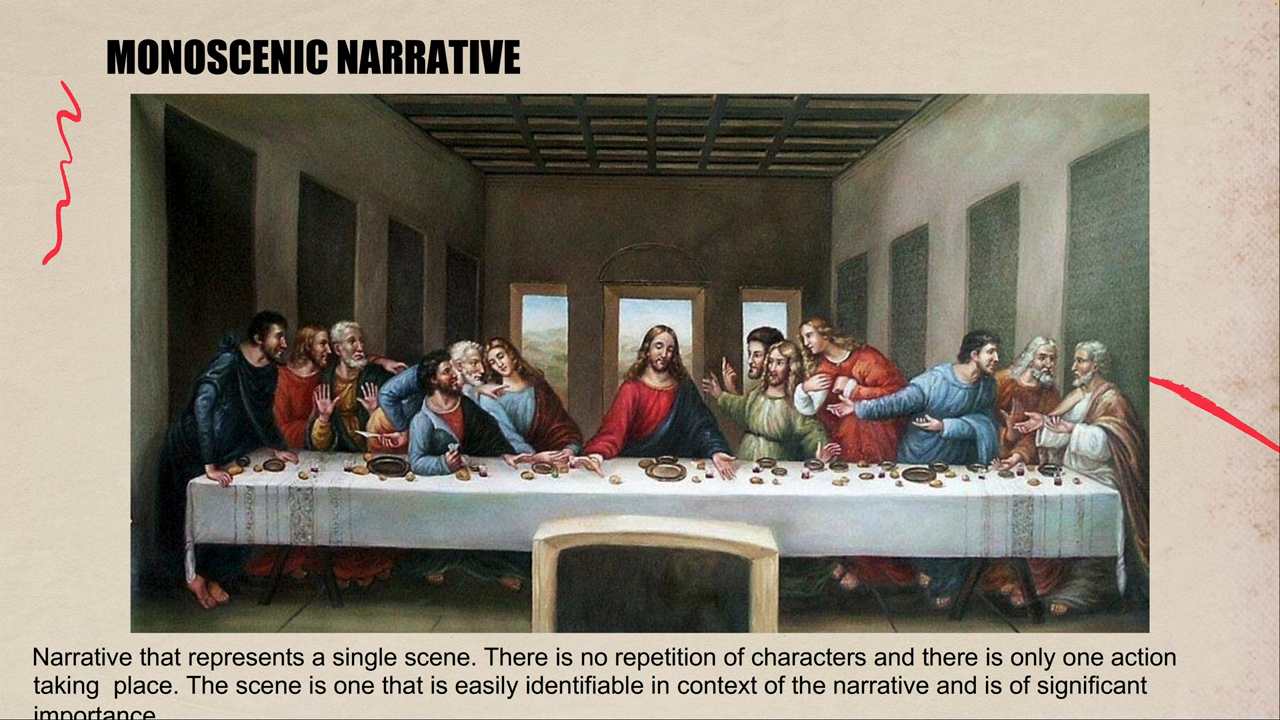 MONOSCENIC NARRATIVE
Narrative that represents a single scene. There is no repetition of characters and there is only one action
taking  place. The scene is one that is easily identifiable in context of the narrative and is of significant
importance